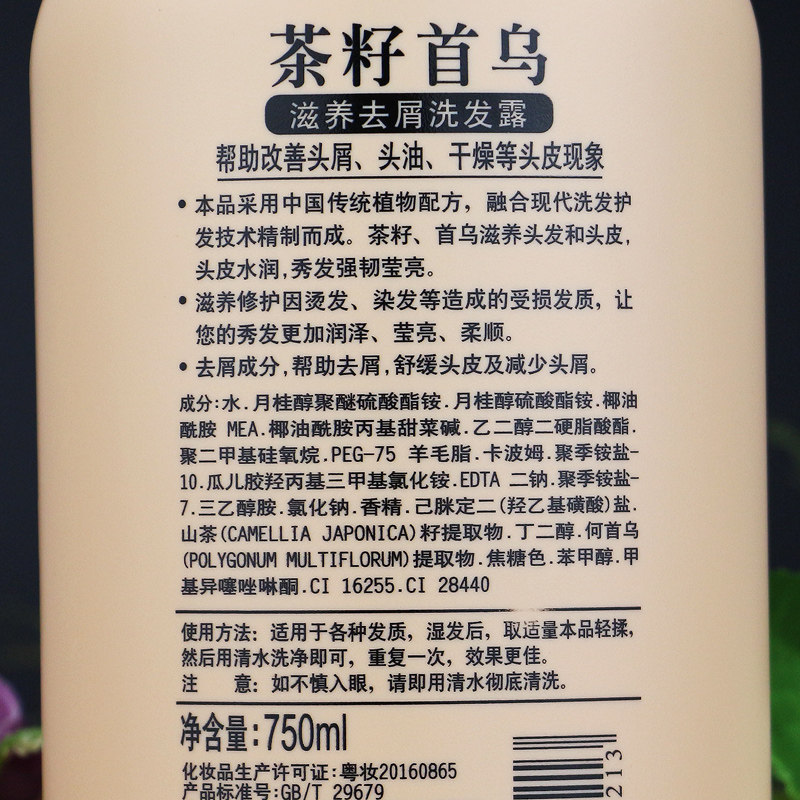 茶籽首乌
滋养去屑洗发露
帮助改善头屑、头油、干燥等头皮现象
• 本品采用中国传统植物配方，融合现代洗发护
发技术精制而成。茶籽、首乌滋养头发和头皮，
头皮水润,秀发强韧莹亮。
• 滋养修护因烫发、染发等造成的受损发质，让
您的秀发更加润泽、莹亮、柔顺。
• 去屑成分,帮助去屑,舒缓头皮及减少头屑。
成分:水.月桂醇聚醚硫酸酯铵.月桂醇硫酸酯铵.椰油
酰胺 MEA.椰油酰胺丙基甜菜碱.乙二醇二硬脂酸酯.
聚二甲基硅氧烷.PEG-75 羊毛脂.卡波姆.聚季铵盐-
10.瓜儿胶羟丙基三甲基氯化铵.EDTA 二钠.聚季铵盐-
7.三乙醇胺.氯化钠.香精.己脒定二(羟乙基磺酸)盐.
山茶(CAMELLIA JAPONICA)籽提取物.丁二醇.何首乌
(POLYGONUM MULTIFLORUM)提取物.焦糖色.苯甲醇.甲
基异噻唑啉酮.CI 16255.CI 28440
使用方法：适用于各种发质，湿发后，取适量本品轻揉，
然后用清水洗净即可，重复一次，效果更佳。
注 意：如不慎入眼，请即用清水彻底清洗。
净含量:750ml
化妆品生产许可证:粤妆20160865
产品标准号:GB/T 29679
213